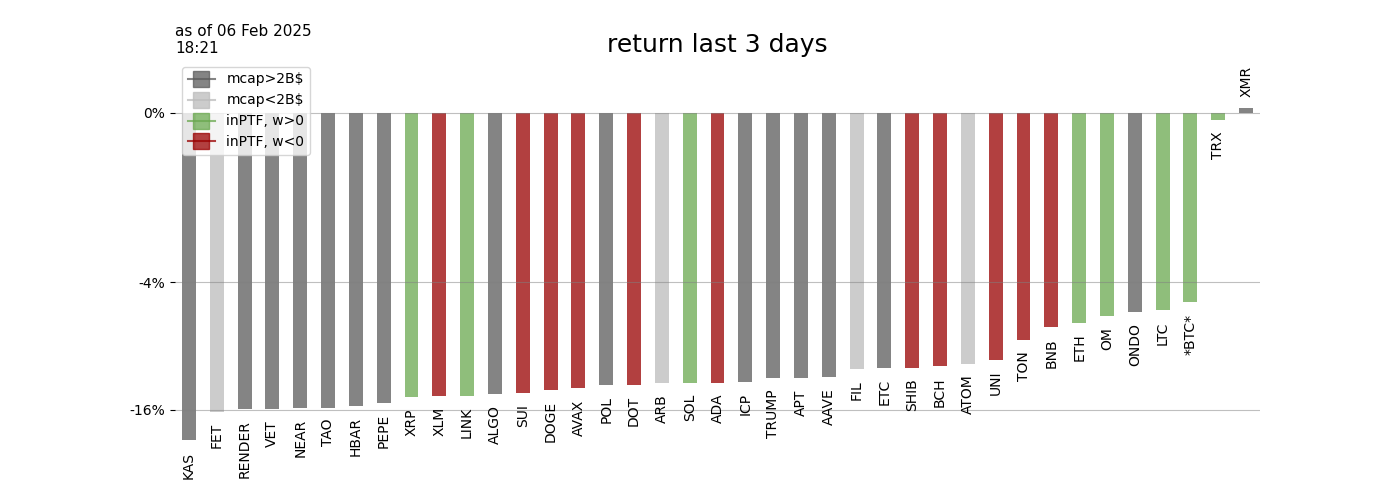 as of 06 Feb 2025
18:21
return last 3 days
mcap>2B$
mcap<2B$
inPTF, w>0
inPTF, w<0
0%
-4%
-16%
KAS
FET
RENDER
VET
NEAR
TAO
HBAR
PEPE
XRP
XLM
LINK
ALGO
SUI
DOGE
AVAX
POL
DOT
ARB
SOL
ADA
ICP
TRUMP
APT
AAVE
FIL
ETC
SHIB
BCH
ATOM
UNI
TON
BNB
ETH
OM
ONDO
LTC
*BTC*
TRX
XMR